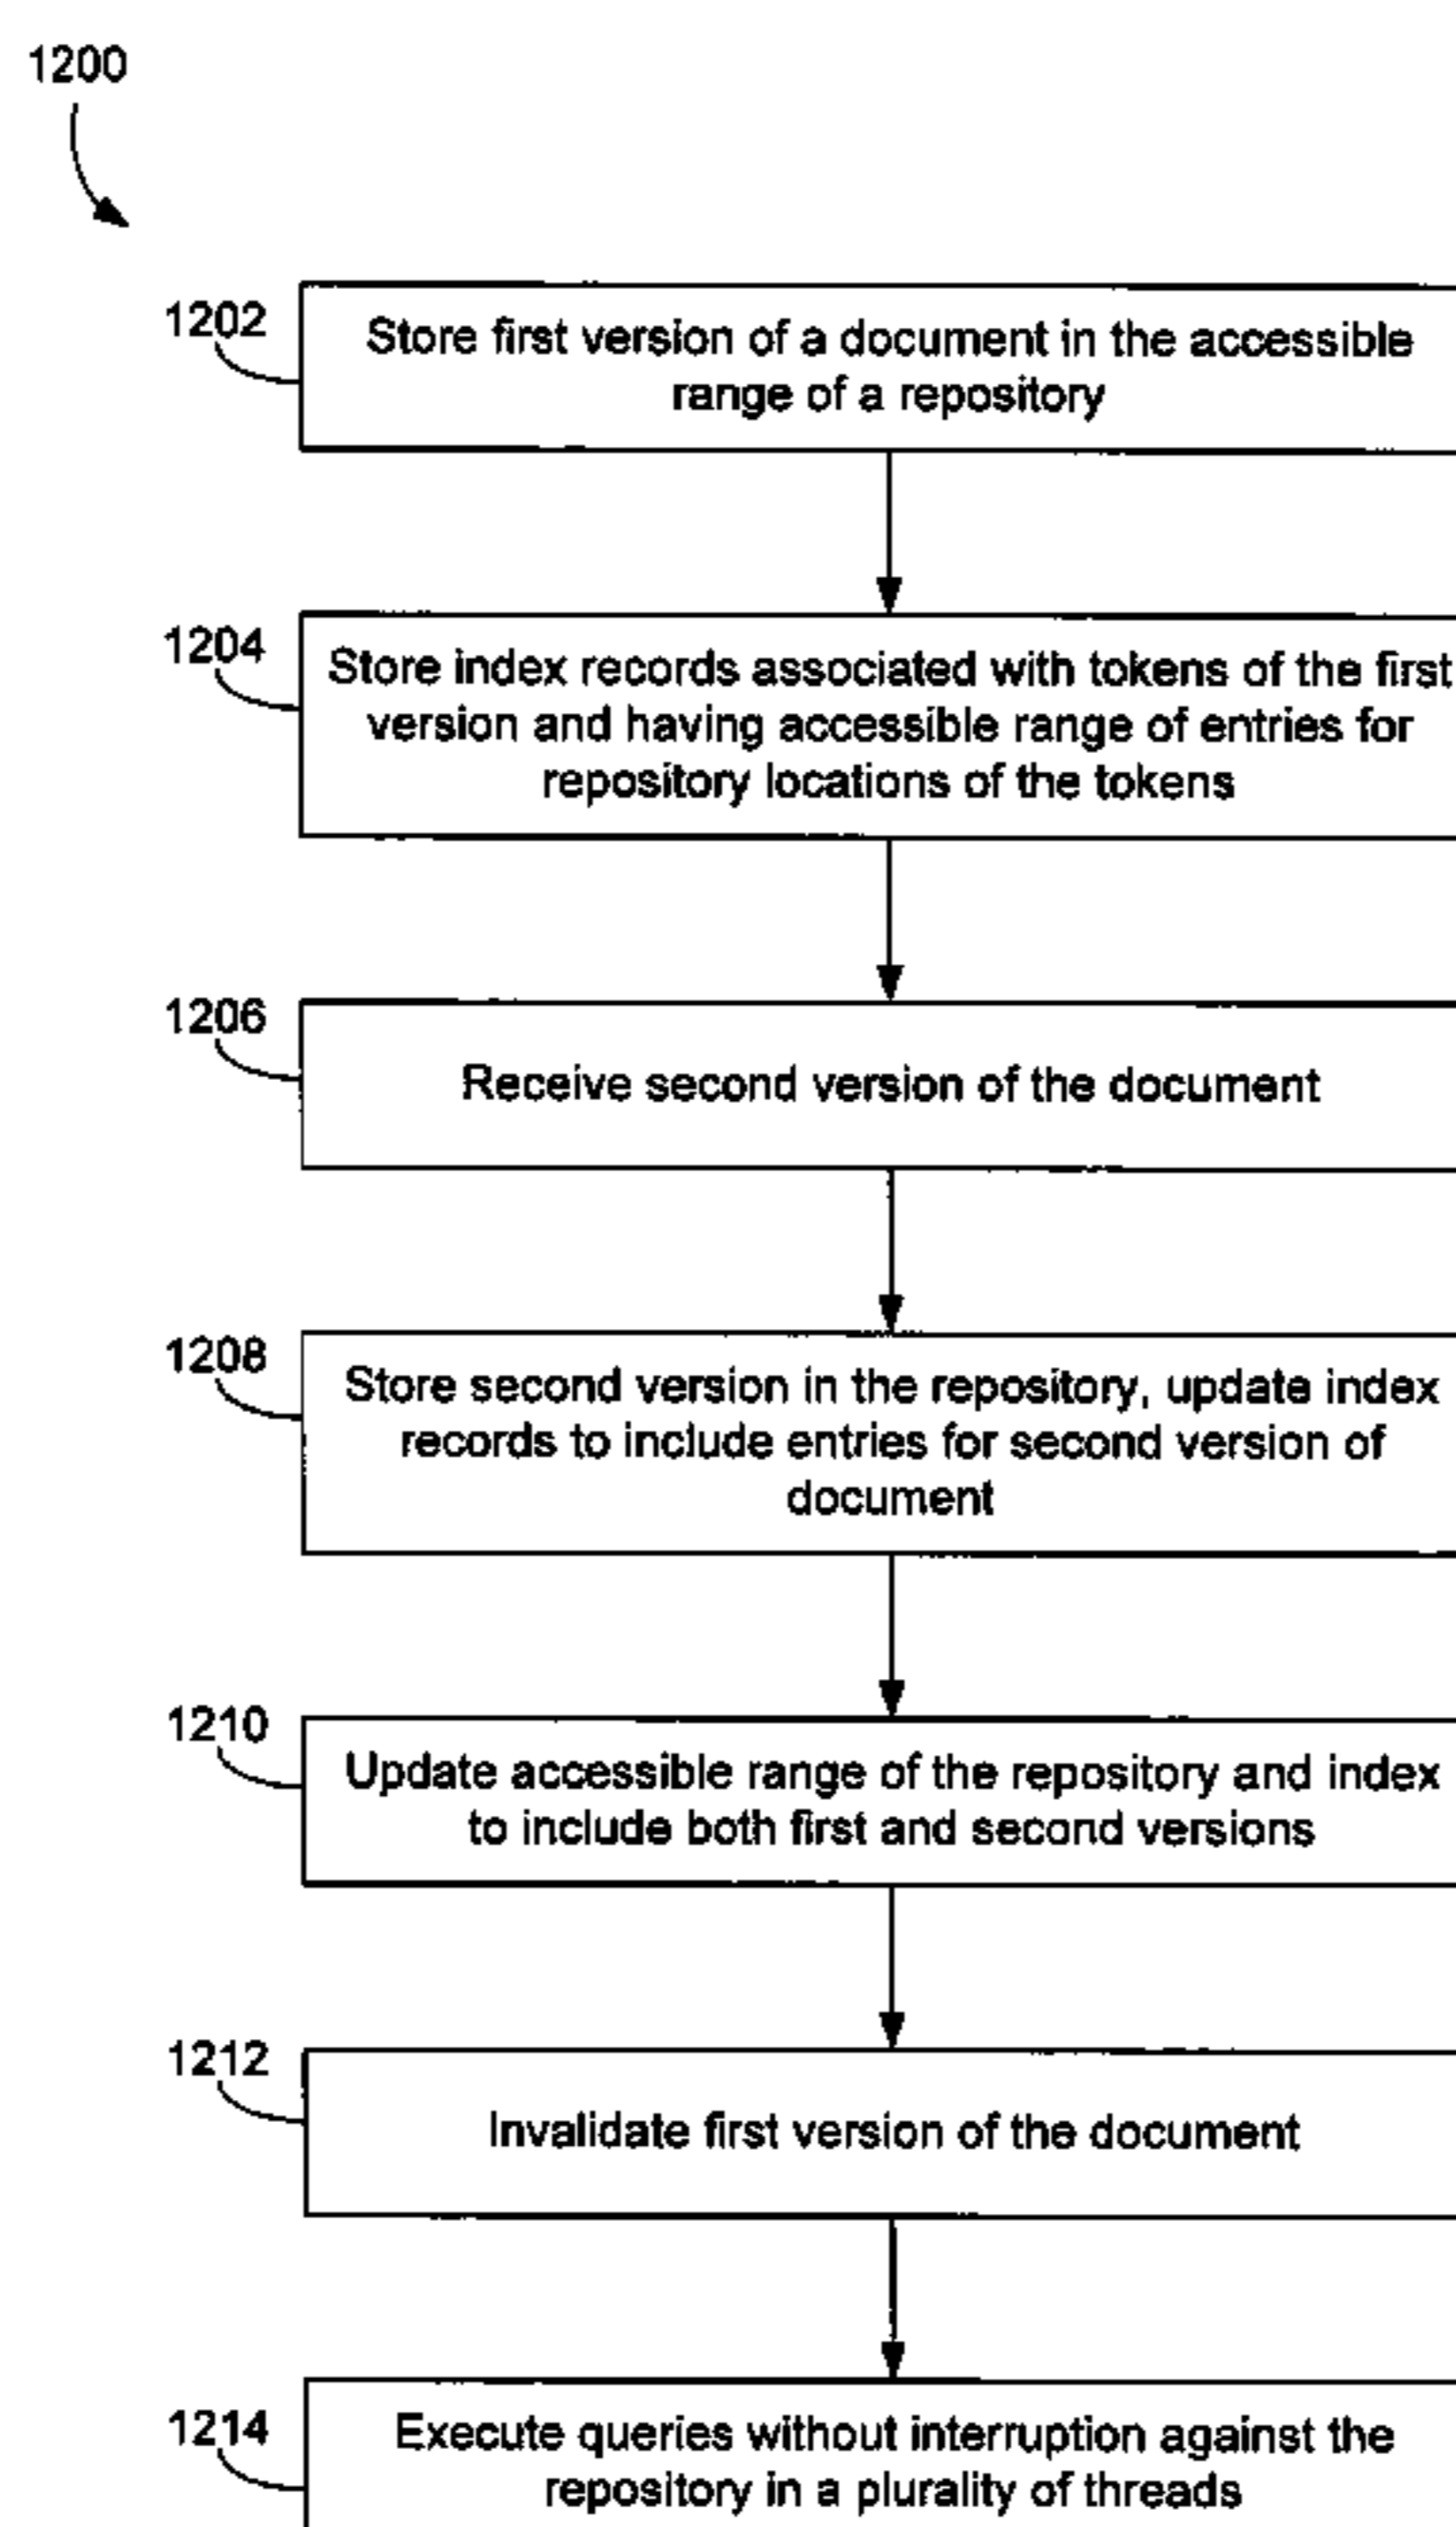 1200
1202
Store first version of a document in the accessible
range of a repository
1204
Store index records associated with tokens of the first
version and having accessible range of entries for
repository locations of the tokens
1206
Receive second version of the document
1208
Store second version in the repository, update index
records to include entries for second version of
document
1210
Update accessible range of the repository and index
to include both first and second versions
1212
Invalidate first version of the document
1214
Execute queries without interruption against the
repository in a plurality of threads